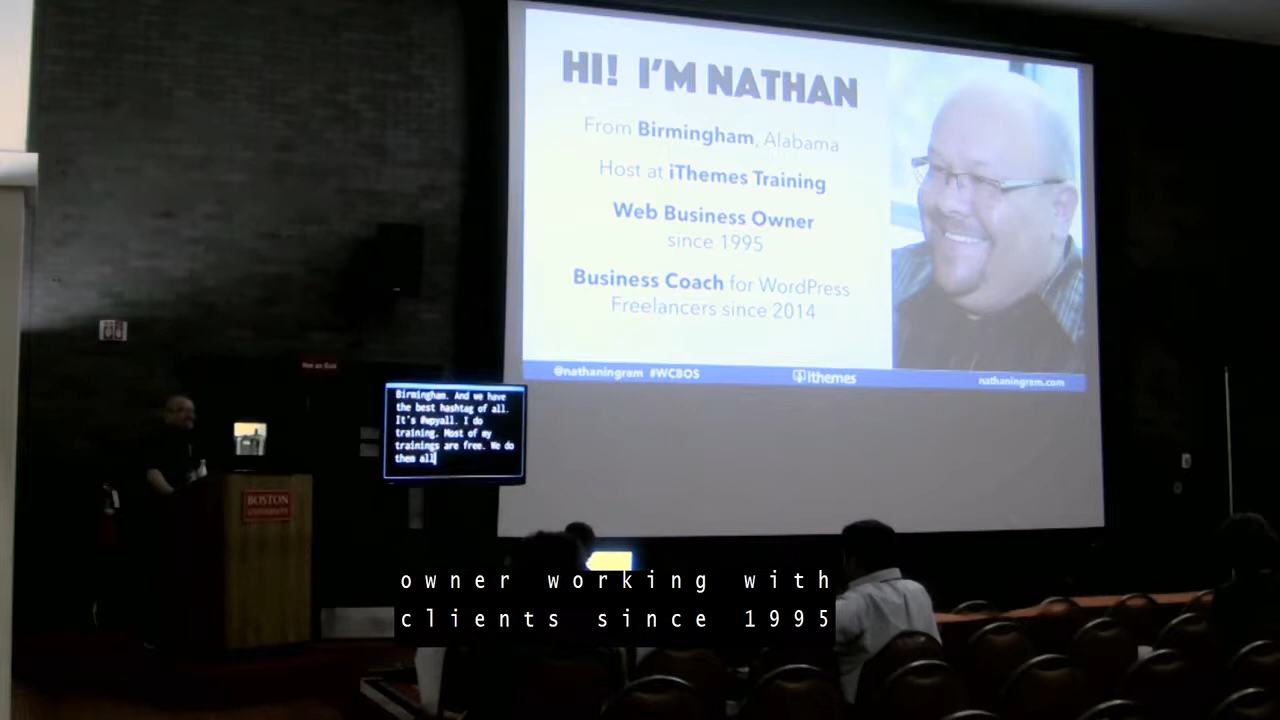 HI! I'M NATHAN
From Birmingham, Alabama
Host at iThemes Training
Web Business Owner
since 1995
Business Coach for WordPress
Freelancers since 2014
@nathaningram #WCBOS
ithemes
nathaningram.com
Not an Exit
Birmingham. And we have
the best hashtag of all.
It's #wpyall. I do
training. Most of my
trainings are free. We do
them all
BOSTON
UNIVERSITY
owner working with
clients since 1995